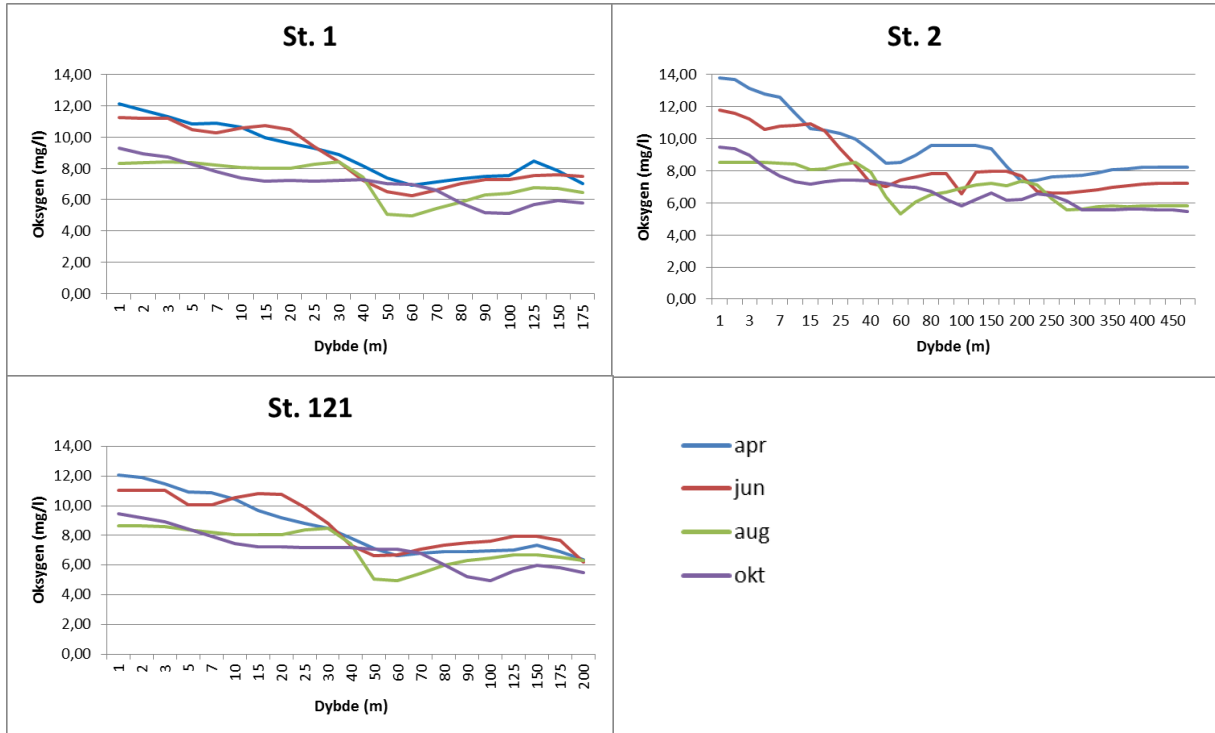 St. 1
14,00
12,00
10,00
8,00
6,00
4,00
2,00
0,00
Oksygen (mg/l)
1 2 3 5 7 10 15 20 25 30 40 50 60 70 80 90 100 125 150 175
Dybde (m)
St. 2
14,00
12,00
10,00
8,00
6,00
4,00
2,00
0,00
Oksygen (mg/l)
1 3 7 15 25 40 60 80 100 150 200 250 300 350 400 450
Dybde (m)
St. 121
14,00
12,00
10,00
8,00
6,00
4,00
2,00
0,00
Oksygen (mg/l)
1 2 3 5 7 10 15 20 25 30 40 50 60 70 80 90 100 125 150 175 200
Dybde (m)
apr
jun
aug
okt